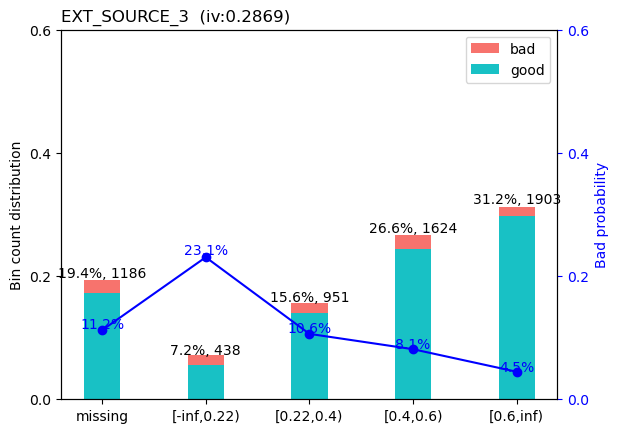 EXT_SOURCE_3  (iv:0.2869)
bad
good
0.6
0.4
0.2
0.0
Bin count distribution
0.6
0.4
0.2
0.0
Bad probability
19.4%, 1186
7.2%, 438
15.6%, 951
26.6%, 1624
31.2%, 1903
11.2%
23.1%
10.6%
8.1%
4.5%
missing
[-inf,0.22)
[0.22,0.4)
[0.4,0.6)
[0.6,inf)